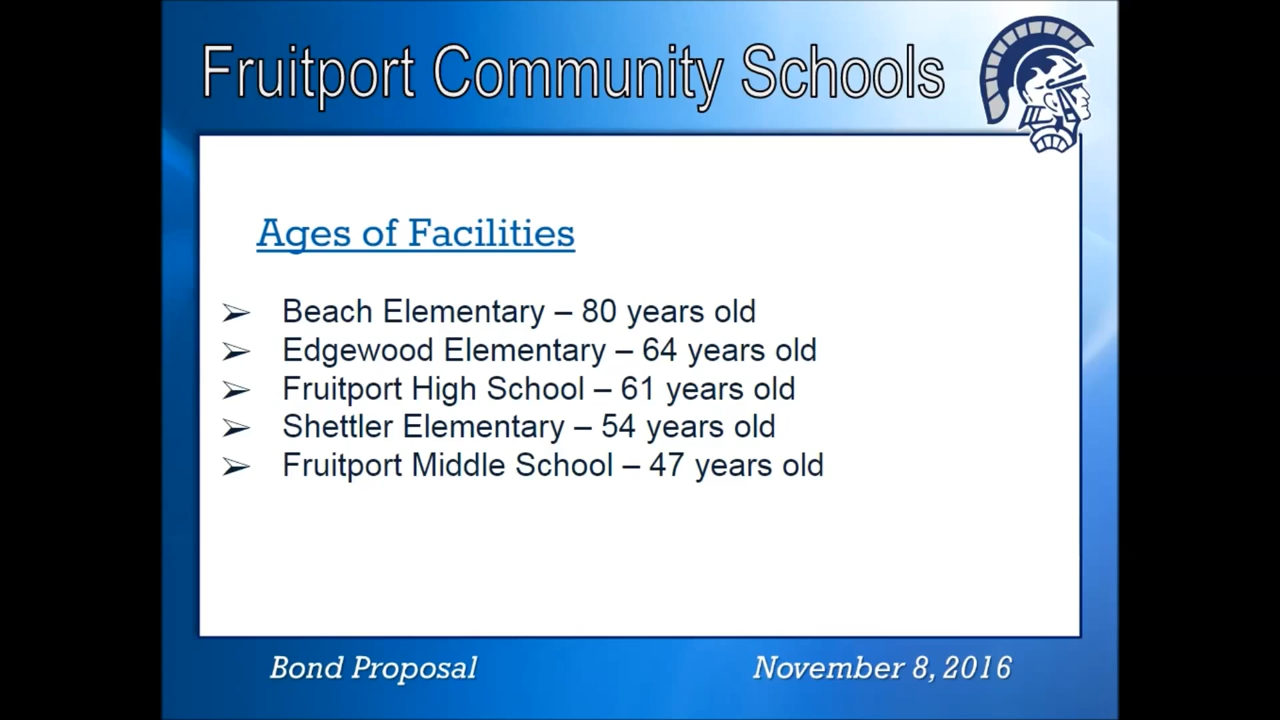 Fruitport Community Schools
Ages of Facilities
➢ Beach Elementary – 80 years old
➢ Edgewood Elementary – 64 years old
➢ Fruitport High School – 61 years old
➢ Shettler Elementary – 54 years old
➢ Fruitport Middle School – 47 years old
Bond Proposal
November 8, 2016